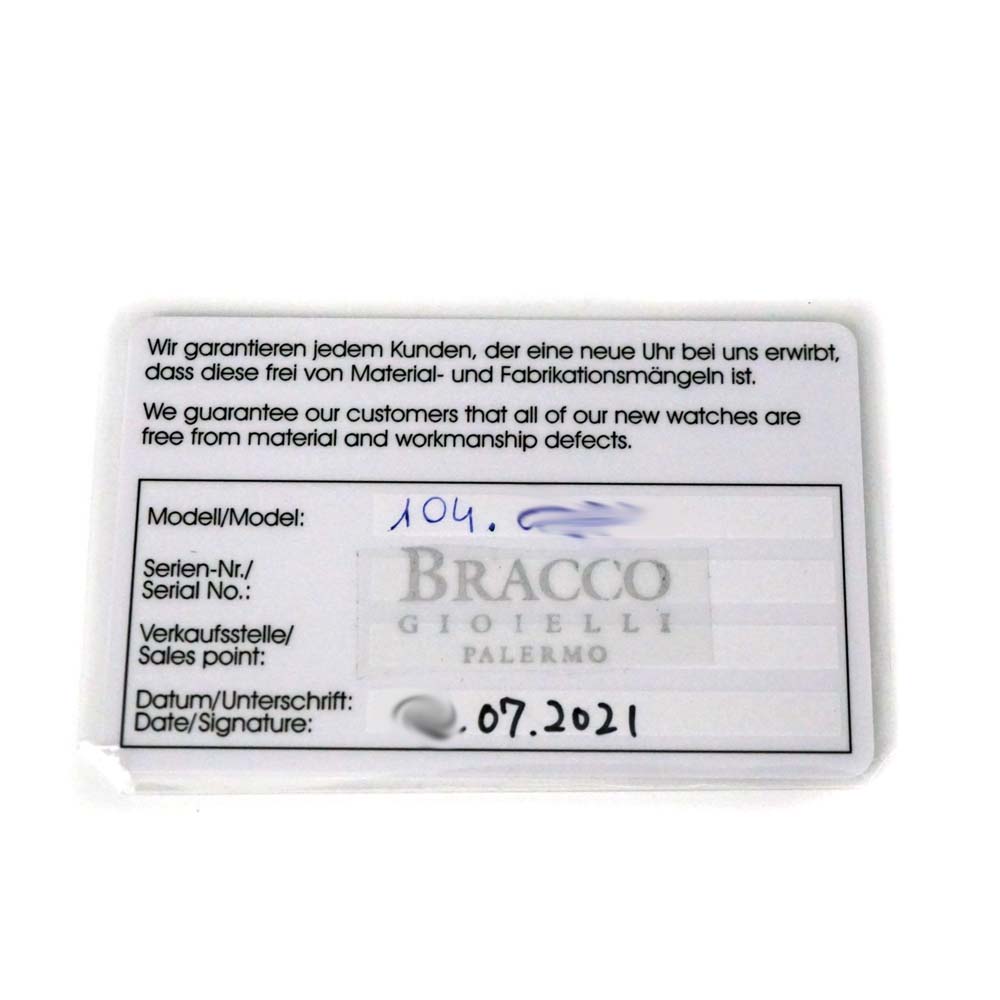 Wir garantieren jedem Kunden, der eine neue Uhr bei uns erwirbt,
dass diese frei von Material- und Fabrikationsmängeln ist.
We guarantee our customers that all of our new watches are
free from material and workmanship defects.
Modell/Model: 104.
Serien-Nr./
Serial No.:
BRACCO
GIOIELLI
PALERMO
Verkaufsstelle/
Sales point:
Datum/Unterschrift:
Date/Signature: .07.2021